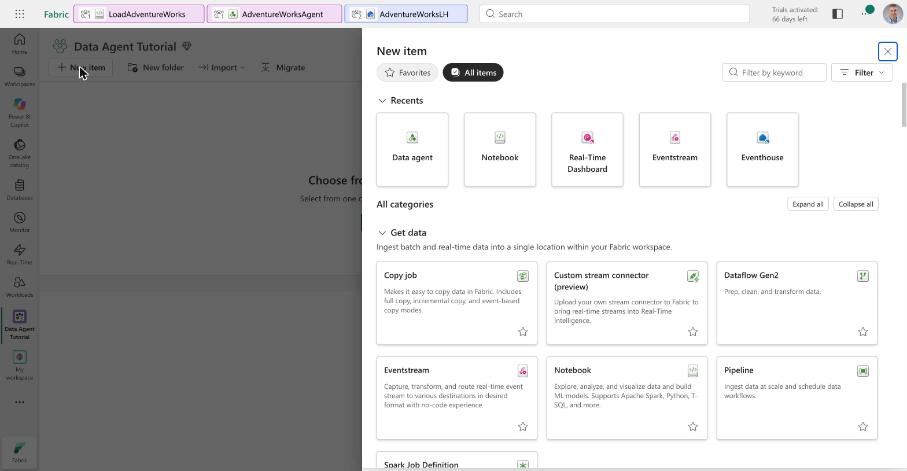 Fabric
LoadAdventureWorks
AdventureWorksAgent
AdventureWorksLH
Search
Trials activated:
66 days left
Home
Workspaces
Power BI
Copilot
OneLake
catalog
Databases
Monitor
Real-Time
Workloads
Data Agent
Tutorial
My
workspace
Fabric
Data Agent Tutorial
New item
New folder
Import
Migrate
Choose fro
Select from one o
New item
Favorites
All items
Filter by keyword
Filter
Recents
Data agent
Notebook
Real-Time
Dashboard
Eventstream
Eventhouse
All categories
Expand all
Collapse all
Get data
Ingest batch and real-time data into a single location within your Fabric workspace.
Copy job
Makes it easy to copy data in Fabric. Includes
full copy, incremental copy, and event-based
copy modes.
Custom stream connector
(preview)
Upload your own stream connector to Fabric to
bring real-time streams into Real-Time
Intelligence.
Dataflow Gen2
Prep, clean, and transform data.
Eventstream
Capture, transform, and route real-time event
stream to various destinations in desired
format with no-code experience.
Notebook
Explore, analyze, and visualize data and build
ML models. Supports Apache Spark, Python, T-
SQL, and more.
Pipeline
Ingest data at scale and schedule data
workflows.
Spark Job Definition